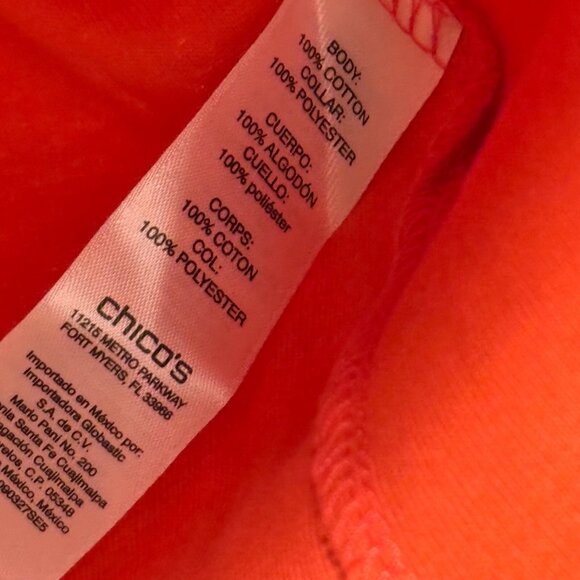 BODY:
100% COTTON
COLLAR:
100% POLYESTER
CUERPO:
100% ALGODÓN
CUELLO:
100% poliéster
CORPS:
100% COTON
COL:
100% POLYESTER
chico's
11215 METRO PARKWAY
FORT MYERS, FL 33966
Importado en México por:
Importadora Globastic
S.A. de C.V.
Mario Pani No. 200
Santa Fe Cuajimalpa
Cuajimalpa
C.P. 05348
México, México